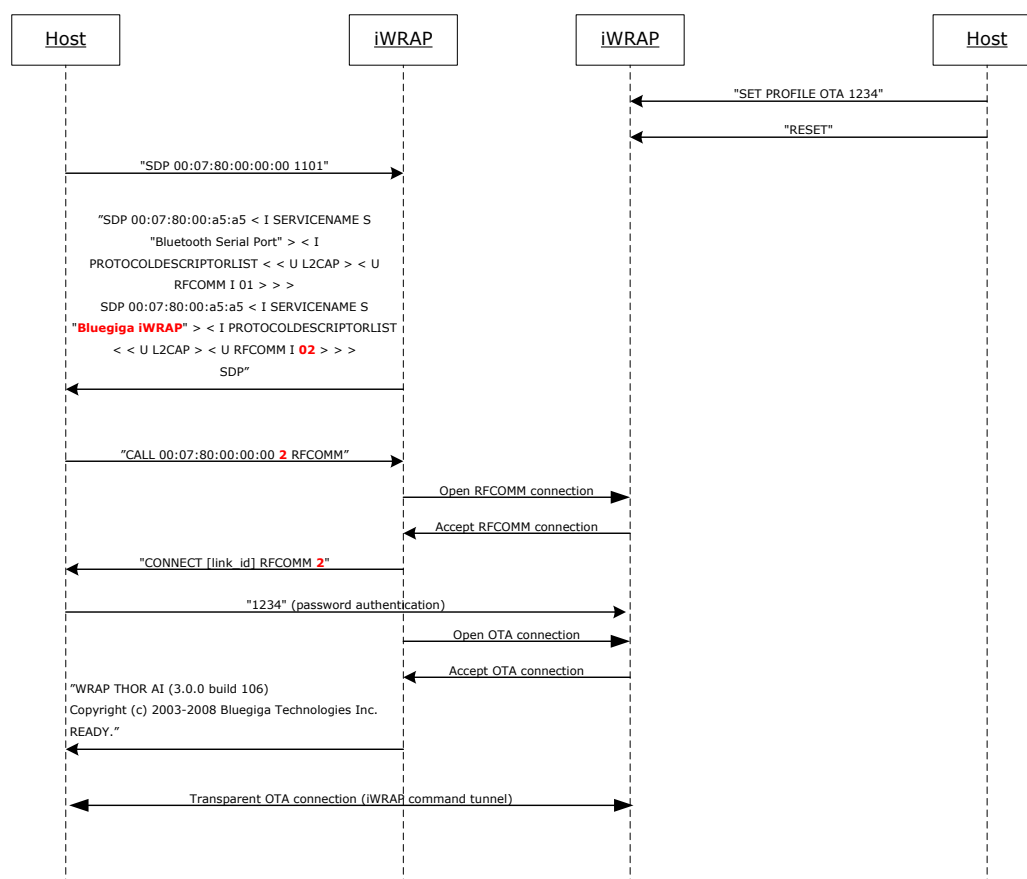 Host
iWRAP
iWRAP
Host
"SET PROFILE OTA 1234"
"RESET"
"SDP 00:07:80:00:00:00 1101"
”SDP 00:07:80:00:a5:a5 < I SERVICENAME S
"Bluetooth Serial Port" > < I
PROTOCOLDESCRIPTORLIST < < U L2CAP > < U
RFCOMM I 01 > > >
SDP 00:07:80:00:a5:a5 < I SERVICENAME S
"Bluegiga iWRAP" > < I PROTOCOLDESCRIPTORLIST
< < U L2CAP > < U RFCOMM I 02 > > >
SDP”
”CALL 00:07:80:00:00:00 2 RFCOMM”
Open RFCOMM connection
Accept RFCOMM connection
"CONNECT [link_id] RFCOMM 2"
"1234" (password authentication)
Open OTA connection
Accept OTA connection
”WRAP THOR AI (3.0.0 build 106)
Copyright (c) 2003-2008 Bluegiga Technologies Inc.
READY.”
Transparent OTA connection (iWRAP command tunnel)